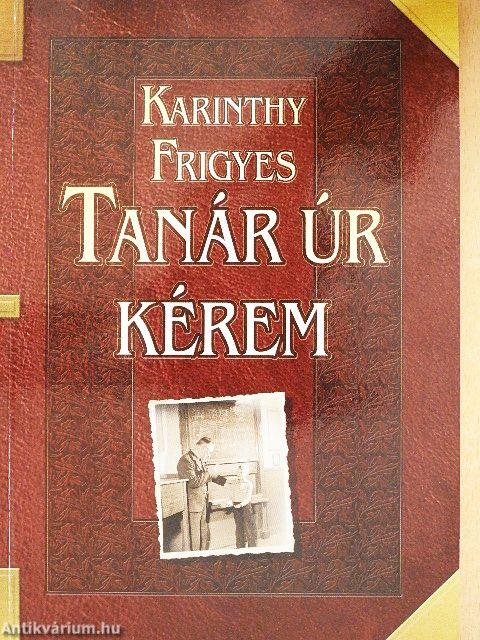 KARINTHY
FRIGYES
TANÁR ÚR
KÉREM
Antikvárium.hu